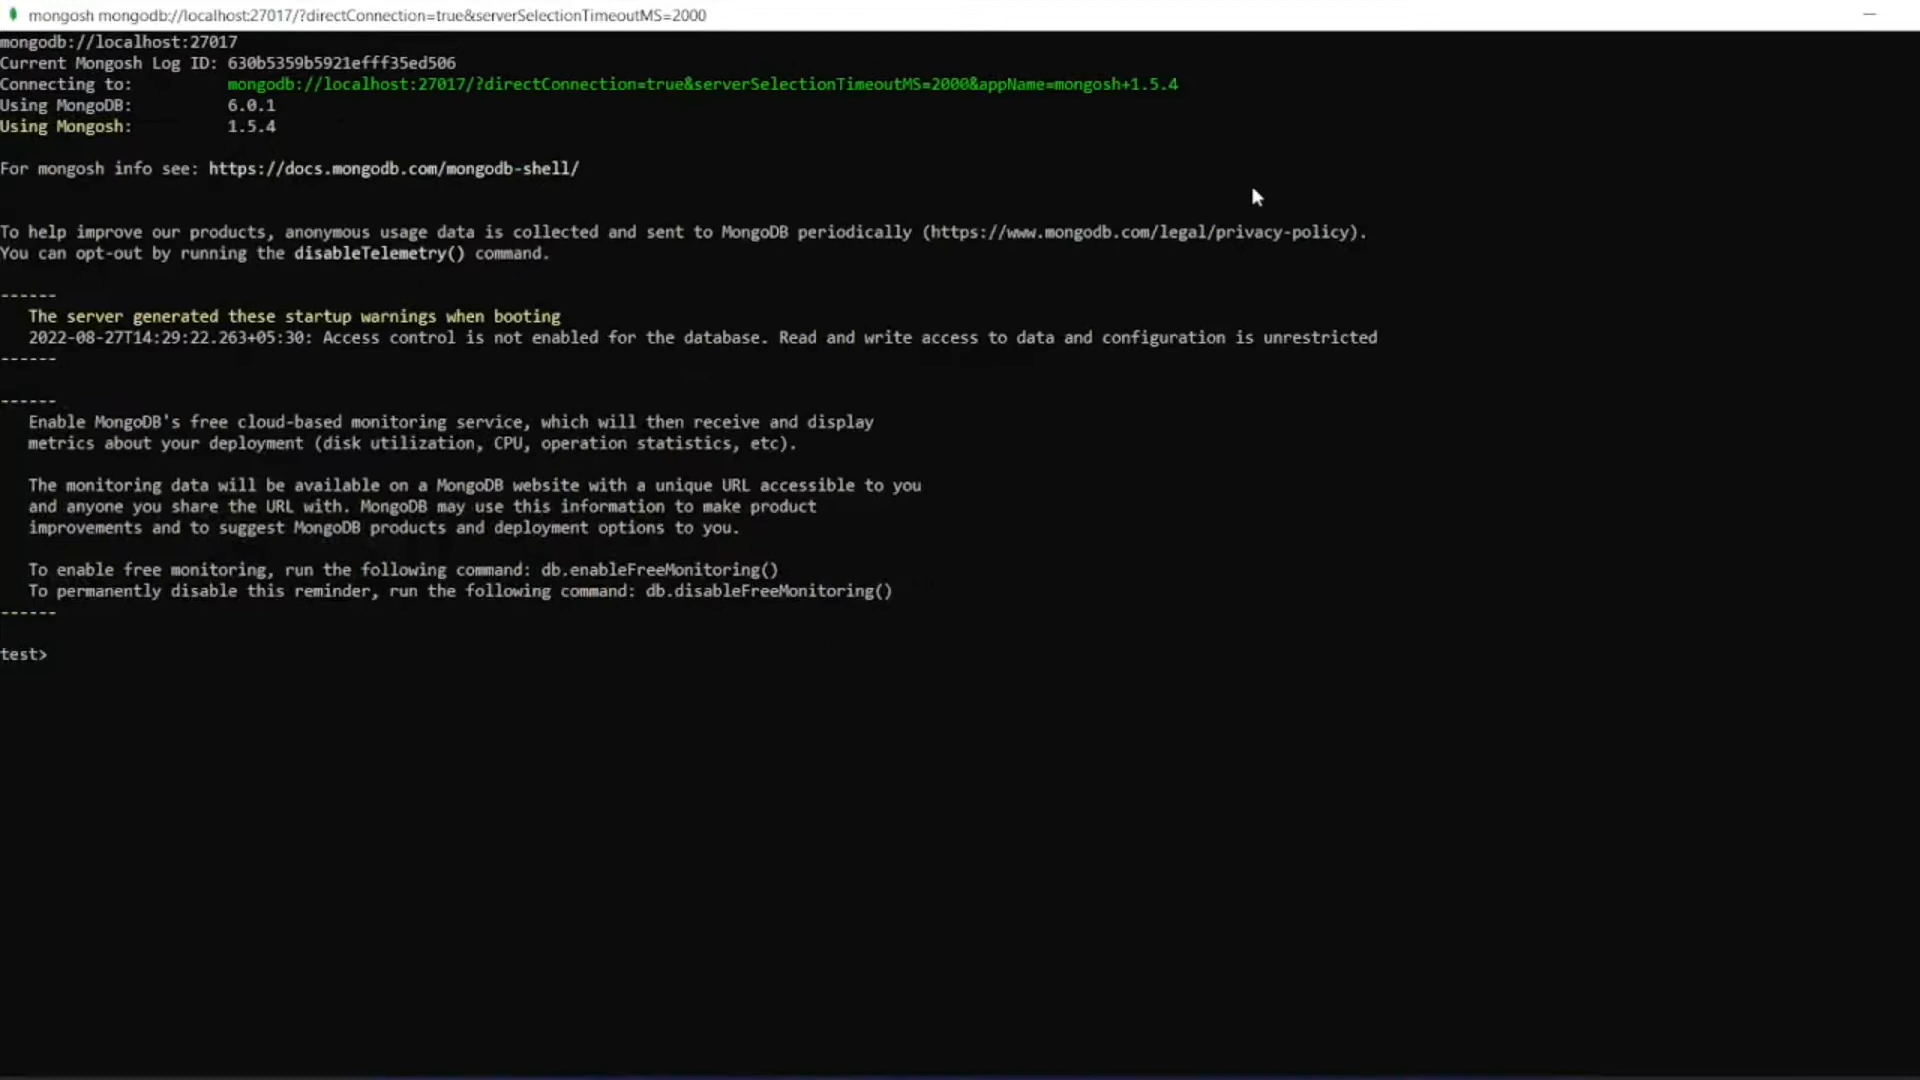 mongosh mongodb://localhost:27017/?directConnection=true&serverSelectionTimeoutMS=2000
mongodb://localhost:27017
Current Mongosh Log ID: 630b5359b5921efff35ed506
Connecting to: mongodb://localhost:27017/?directConnection=true&serverSelectionTimeoutMS=2000&appName=mongosh+1.5.4
Using MongoDB: 6.0.1
Using Mongosh: 1.5.4
For mongosh info see: https://docs.mongodb.com/mongodb-shell/
To help improve our products, anonymous usage data is collected and sent to MongoDB periodically (https://www.mongodb.com/legal/privacy-policy).
You can opt-out by running the disableTelemetry() command.
------
The server generated these startup warnings when booting
2022-08-27T14:29:22.263+05:30: Access control is not enabled for the database. Read and write access to data and configuration is unrestricted
------
------
Enable MongoDB's free cloud-based monitoring service, which will then receive and display
metrics about your deployment (disk utilization, CPU, operation statistics, etc).
The monitoring data will be available on a MongoDB website with a unique URL accessible to you
and anyone you share the URL with. MongoDB may use this information to make product
improvements and to suggest MongoDB products and deployment options to you.
To enable free monitoring, run the following command: db.enableFreeMonitoring()
To permanently disable this reminder, run the following command: db.disableFreeMonitoring()
------
test>